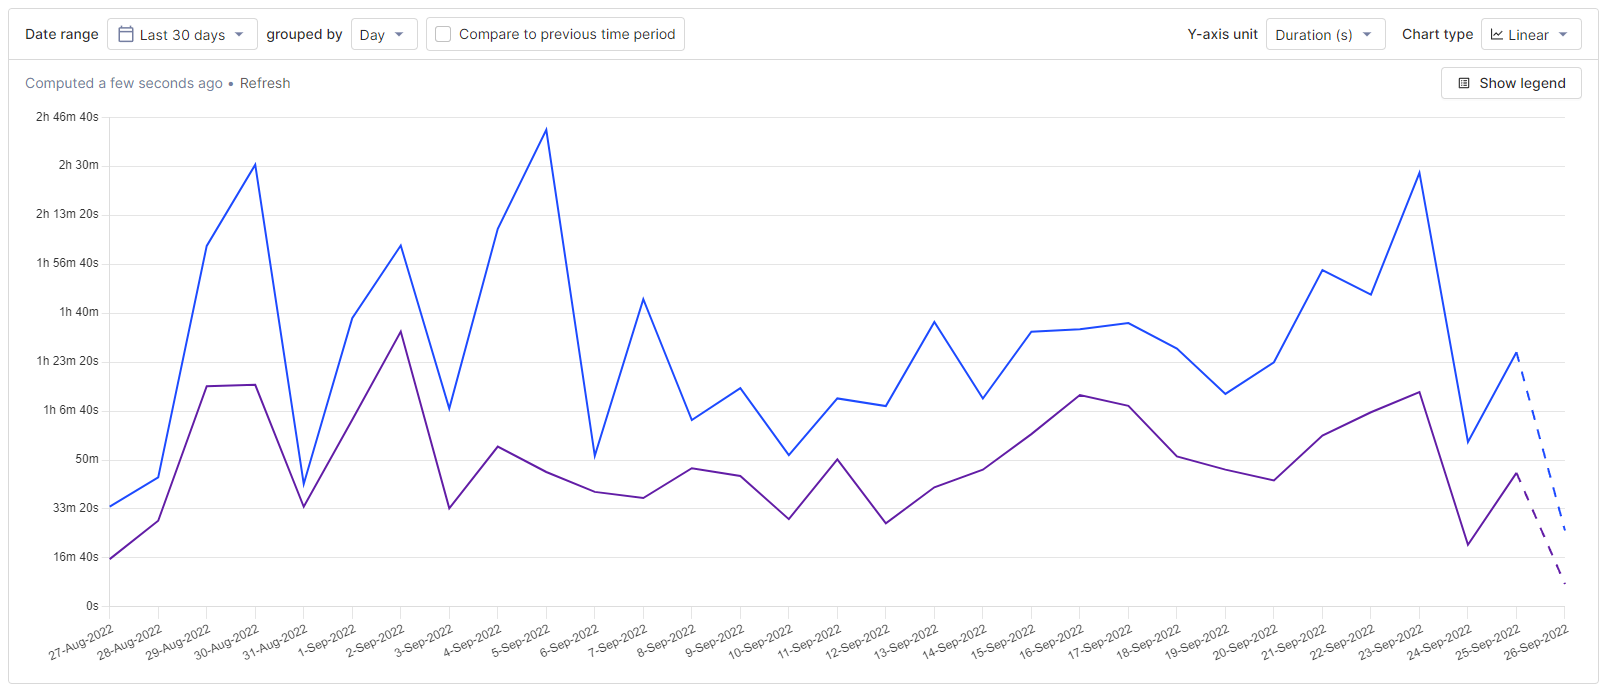 Date range Last 30 days grouped by Day Compare to previous time period Y-axis unit Duration (s) Chart type Linear
Computed a few seconds ago • Refresh Show legend
2h 46m 40s
2h 30m
2h 13m 20s
1h 56m 40s
1h 40m
1h 23m 20s
1h 6m 40s
50m
33m 20s
16m 40s
0s
27-Aug-2022
28-Aug-2022
29-Aug-2022
30-Aug-2022
31-Aug-2022
1-Sep-2022
2-Sep-2022
3-Sep-2022
4-Sep-2022
5-Sep-2022
6-Sep-2022
7-Sep-2022
8-Sep-2022
9-Sep-2022
10-Sep-2022
11-Sep-2022
12-Sep-2022
13-Sep-2022
14-Sep-2022
15-Sep-2022
16-Sep-2022
17-Sep-2022
18-Sep-2022
19-Sep-2022
20-Sep-2022
21-Sep-2022
22-Sep-2022
23-Sep-2022
24-Sep-2022
25-Sep-2022
26-Sep-2022